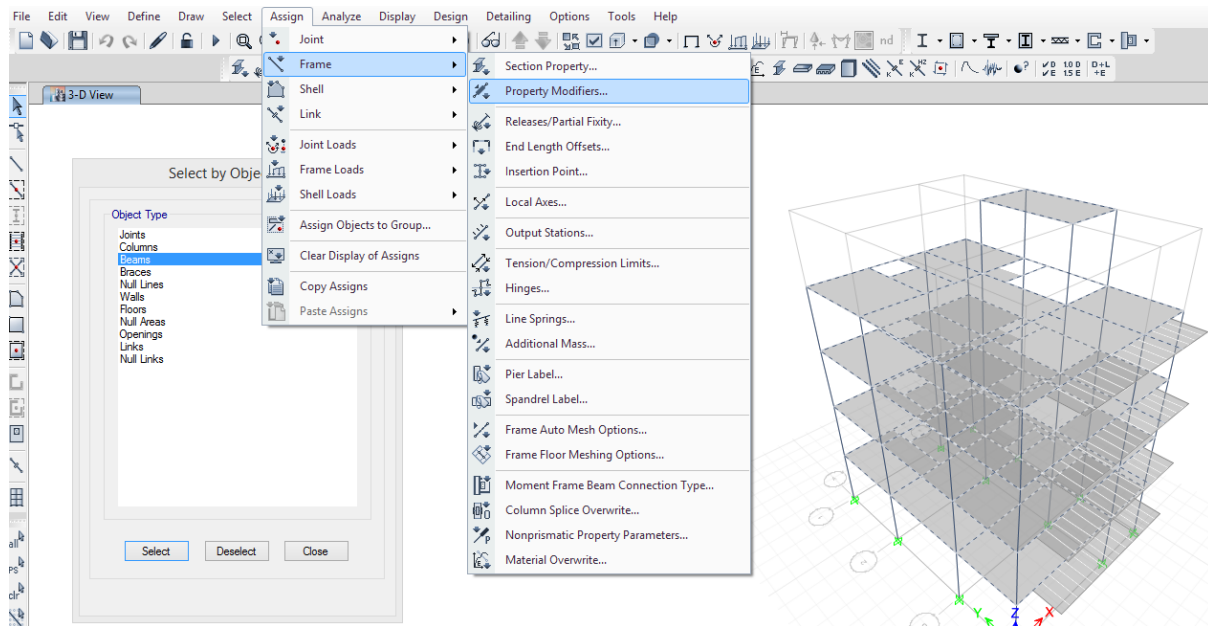 File Edit View Define Draw Select Assign Analyze Display Design Detailing Options Tools Help
nd
3-D View
Joint
Frame
Shell
Link
Joint Loads
Frame Loads
Shell Loads
Assign Objects to Group...
Clear Display of Assigns
Copy Assigns
Paste Assigns
Section Property...
Property Modifiers...
Releases/Partial Fixity...
End Length Offsets...
Insertion Point...
Local Axes...
Output Stations...
Tension/Compression Limits...
Hinges...
Line Springs...
Additional Mass...
Pier Label...
Spandrel Label...
Frame Auto Mesh Options...
Frame Floor Meshing Options...
Moment Frame Beam Connection Type...
Column Splice Overwrite...
Nonprismatic Property Parameters...
Material Overwrite...
Select by Obje
Object Type
Joints
Columns
Beams
Braces
Null Lines
Walls
Floors
Null Areas
Openings
Links
Null Links
Select Deselect Close
all
PS
clr
Y Z X